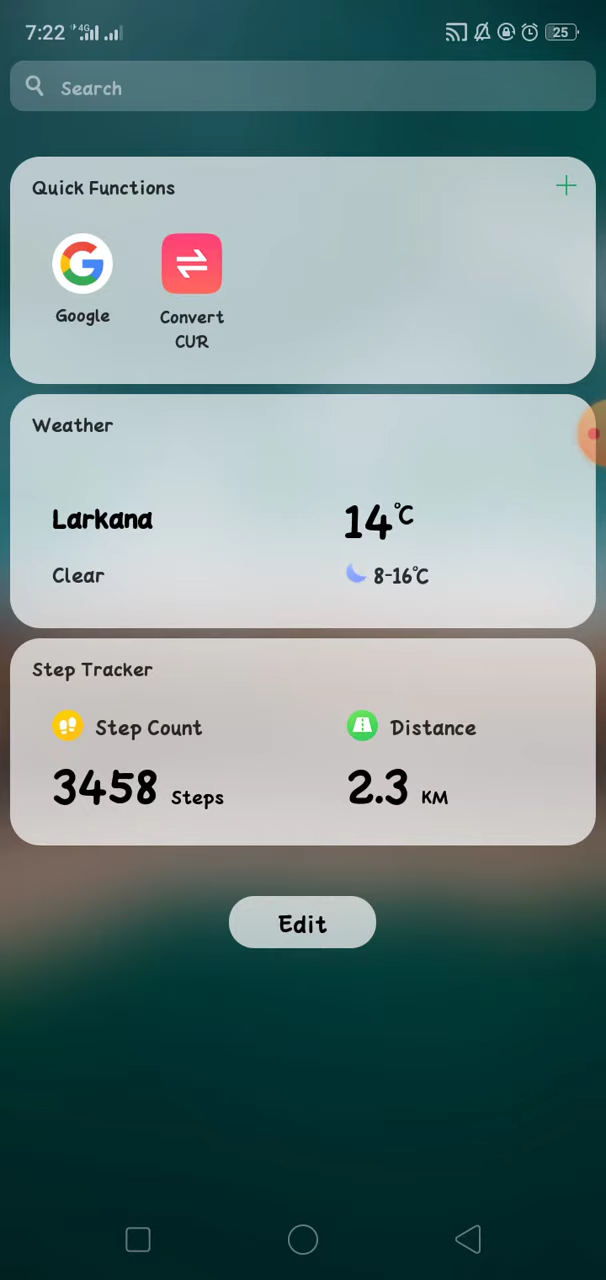 7:22 4G 25
Search
Quick Functions
Google
Convert
CUR
Weather
Larkana 14°C
Clear 8-16°C
Step Tracker
Step Count Distance
3458 Steps 2.3 KM
Edit